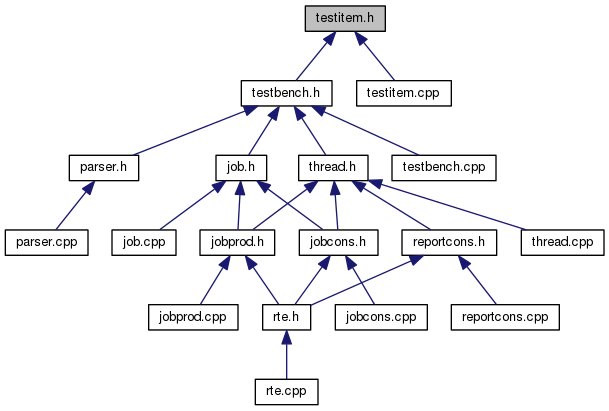 testitem.h
testbench.h
testitem.cpp
parser.h
job.h
thread.h
testbench.cpp
parser.cpp
job.cpp
jobprod.h
jobcons.h
reportcons.h
thread.cpp
jobprod.cpp
rte.h
jobcons.cpp
reportcons.cpp
rte.cpp